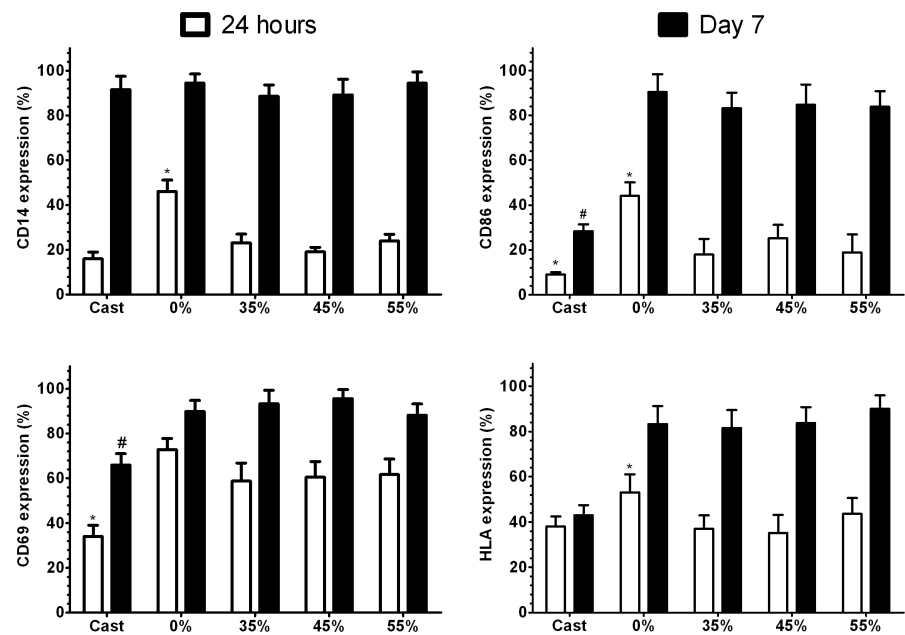 24 hours
Day 7
CD14 expression (%)
100
80
60
40
20
0
*
Cast 0% 35% 45% 55%
CD86 expression (%)
100
80
60
40
20
0
* # *
Cast 0% 35% 45% 55%
CD69 expression (%)
100
80
60
40
20
0
* #
Cast 0% 35% 45% 55%
HLA expression (%)
100
80
60
40
20
0
*
Cast 0% 35% 45% 55%